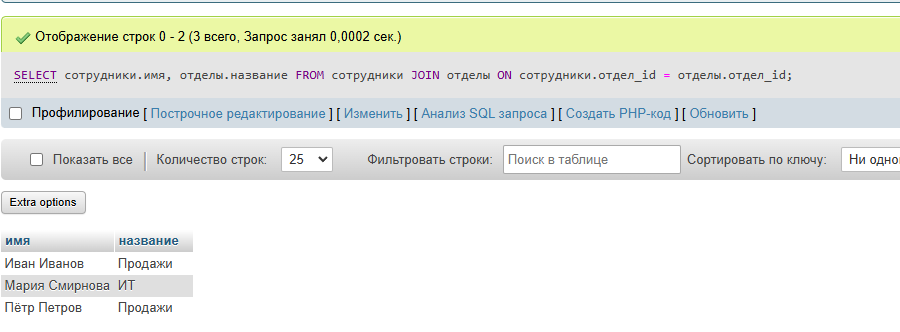 Отображение строк 0 - 2 (3 всего, Запрос занял 0,0002 сек.)
SELECT сотрудники.имя, отделы.название FROM сотрудники JOIN отделы ON сотрудники.отдел_id = отделы.отдел_id;
Профилирование [ Построчное редактирование ] [ Изменить ] [ Анализ SQL запроса ] [ Создать PHP-код ] [ Обновить ]
Показать все Количество строк: 25 Фильтровать строки: Поиск в таблице Сортировать по ключу: Ни одно
Extra options
имя название
Иван Иванов Продажи
Мария Смирнова ИТ
Пётр Петров Продажи